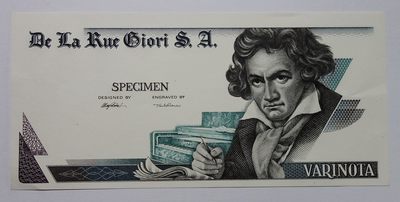 De La Rue Giori S. A.
SPECIMEN
DESIGNED BY ENGRAVED BY
VARINOTA